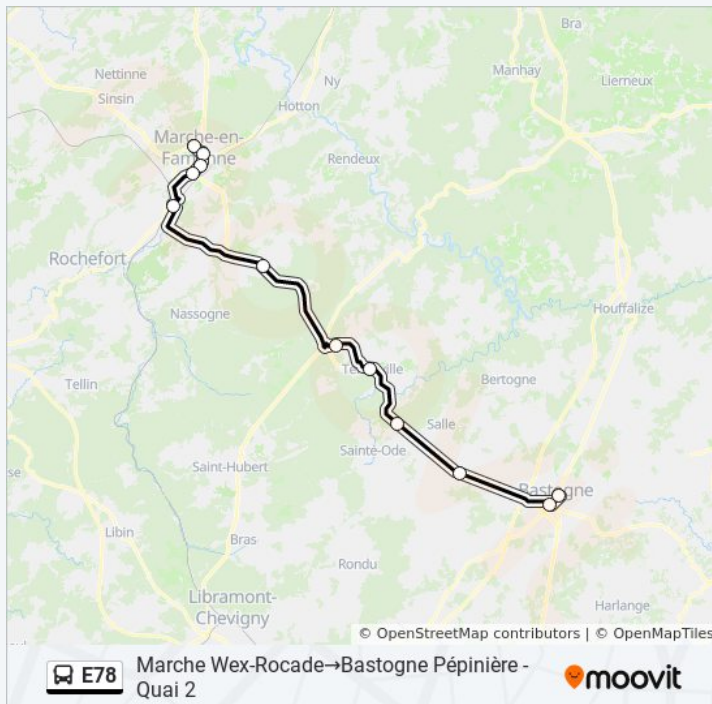 Bra
Nettinne
Manhay
Lierneux
Sinsin
Ny
Hotton
Marche-en-
Famenne
Rendeux
Rochefort
Nassogne
Houffalize
Tellin
Bertogne
Salle
Sainte-Ode
Saint-Hubert
Bastogne
Libin
Bras
Rondu
Libramont-
Chevigny
Harlange
© OpenStreetMap contributors | © OpenMapTiles
E78 Marche Wex-Rocade→Bastogne Pépinière -
Quai 2
moovit